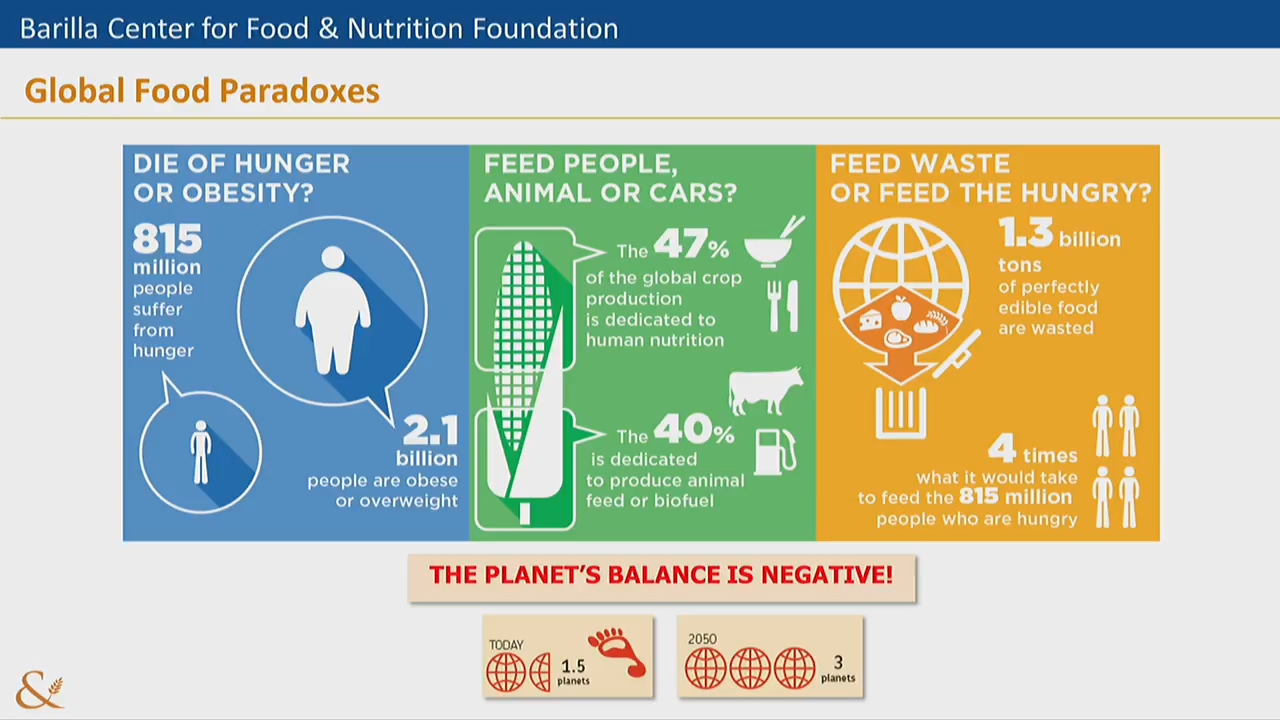 Barilla Center for Food & Nutrition Foundation
Global Food Paradoxes
DIE OF HUNGER
OR OBESITY?
815
million
people
suffer
from
hunger
2.1
billion
people are obese
or overweight
FEED PEOPLE,
ANIMAL OR CARS?
The 47%
of the global crop
production
is dedicated to
human nutrition
The 40%
is dedicated
to produce animal
feed or biofuel
FEED WASTE
OR FEED THE HUNGRY?
1.3 billion
tons
of perfectly
edible food
are wasted
4 times
what it would take
to feed the 815 million
people who are hungry
THE PLANET'S BALANCE IS NEGATIVE!
TODAY
1.5
planets
2050
3
planets
&